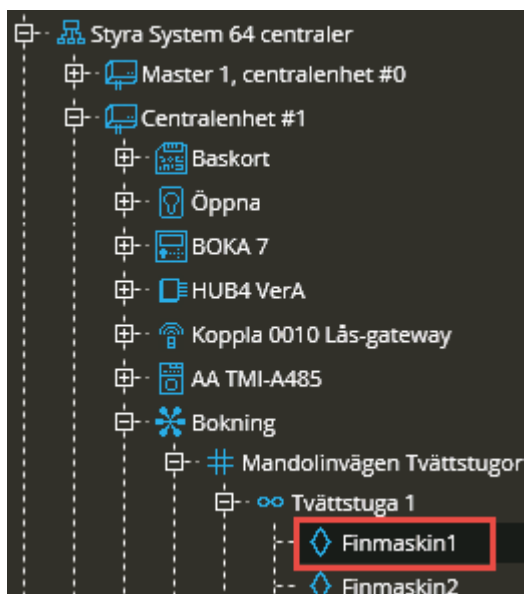 Styra System 64 centraler
Master 1, centralenhet #0
Centralenhet #1
Baskort
Öppna
BOKA 7
HUB4 VerA
Koppla 0010 Lås-gateway
AA TMI-A485
Bokning
Mandolinvägen Tvättstugor
Tvättstuga 1
Finmaskin1
Finmaskin2